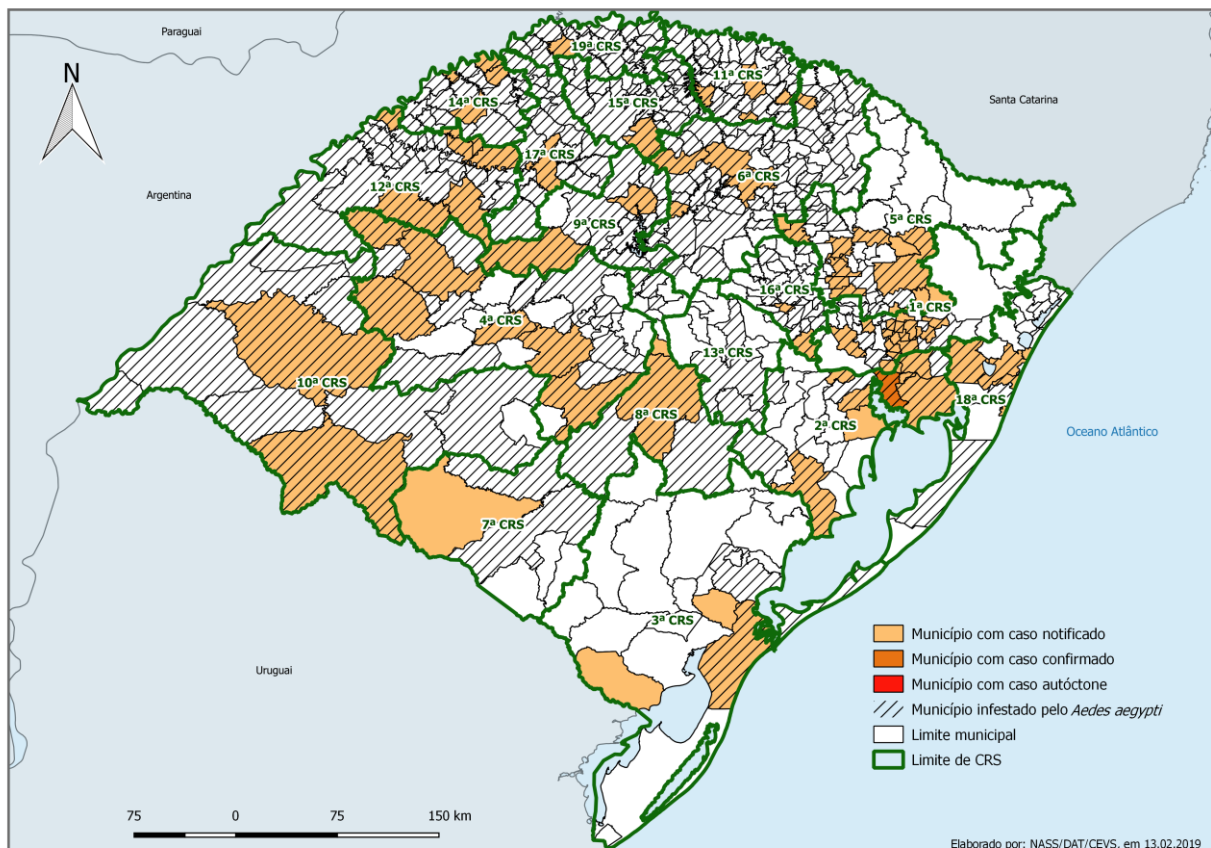 Paraguai
N
19ª CRS
11ª CRS
Santa Catarina
14ª CRS
15ª CRS
17ª CRS
6ª CRS
Argentina
12ª CRS
9ª CRS
5ª CRS
16ª CRS
1ª CRS
4ª CRS
13ª CRS
10ª CRS
18ª CRS
8ª CRS
2ª CRS
Oceano Atlântico
7ª CRS
3ª CRS
Uruguai
Município com caso notificado
Município com caso confirmado
Município com caso autóctone
Município infestado pelo Aedes aegypti
Limite municipal
Limite de CRS
75 0 75 150 km
Elaborado por: NASS/DAT/CEVS, em 13.02.2019